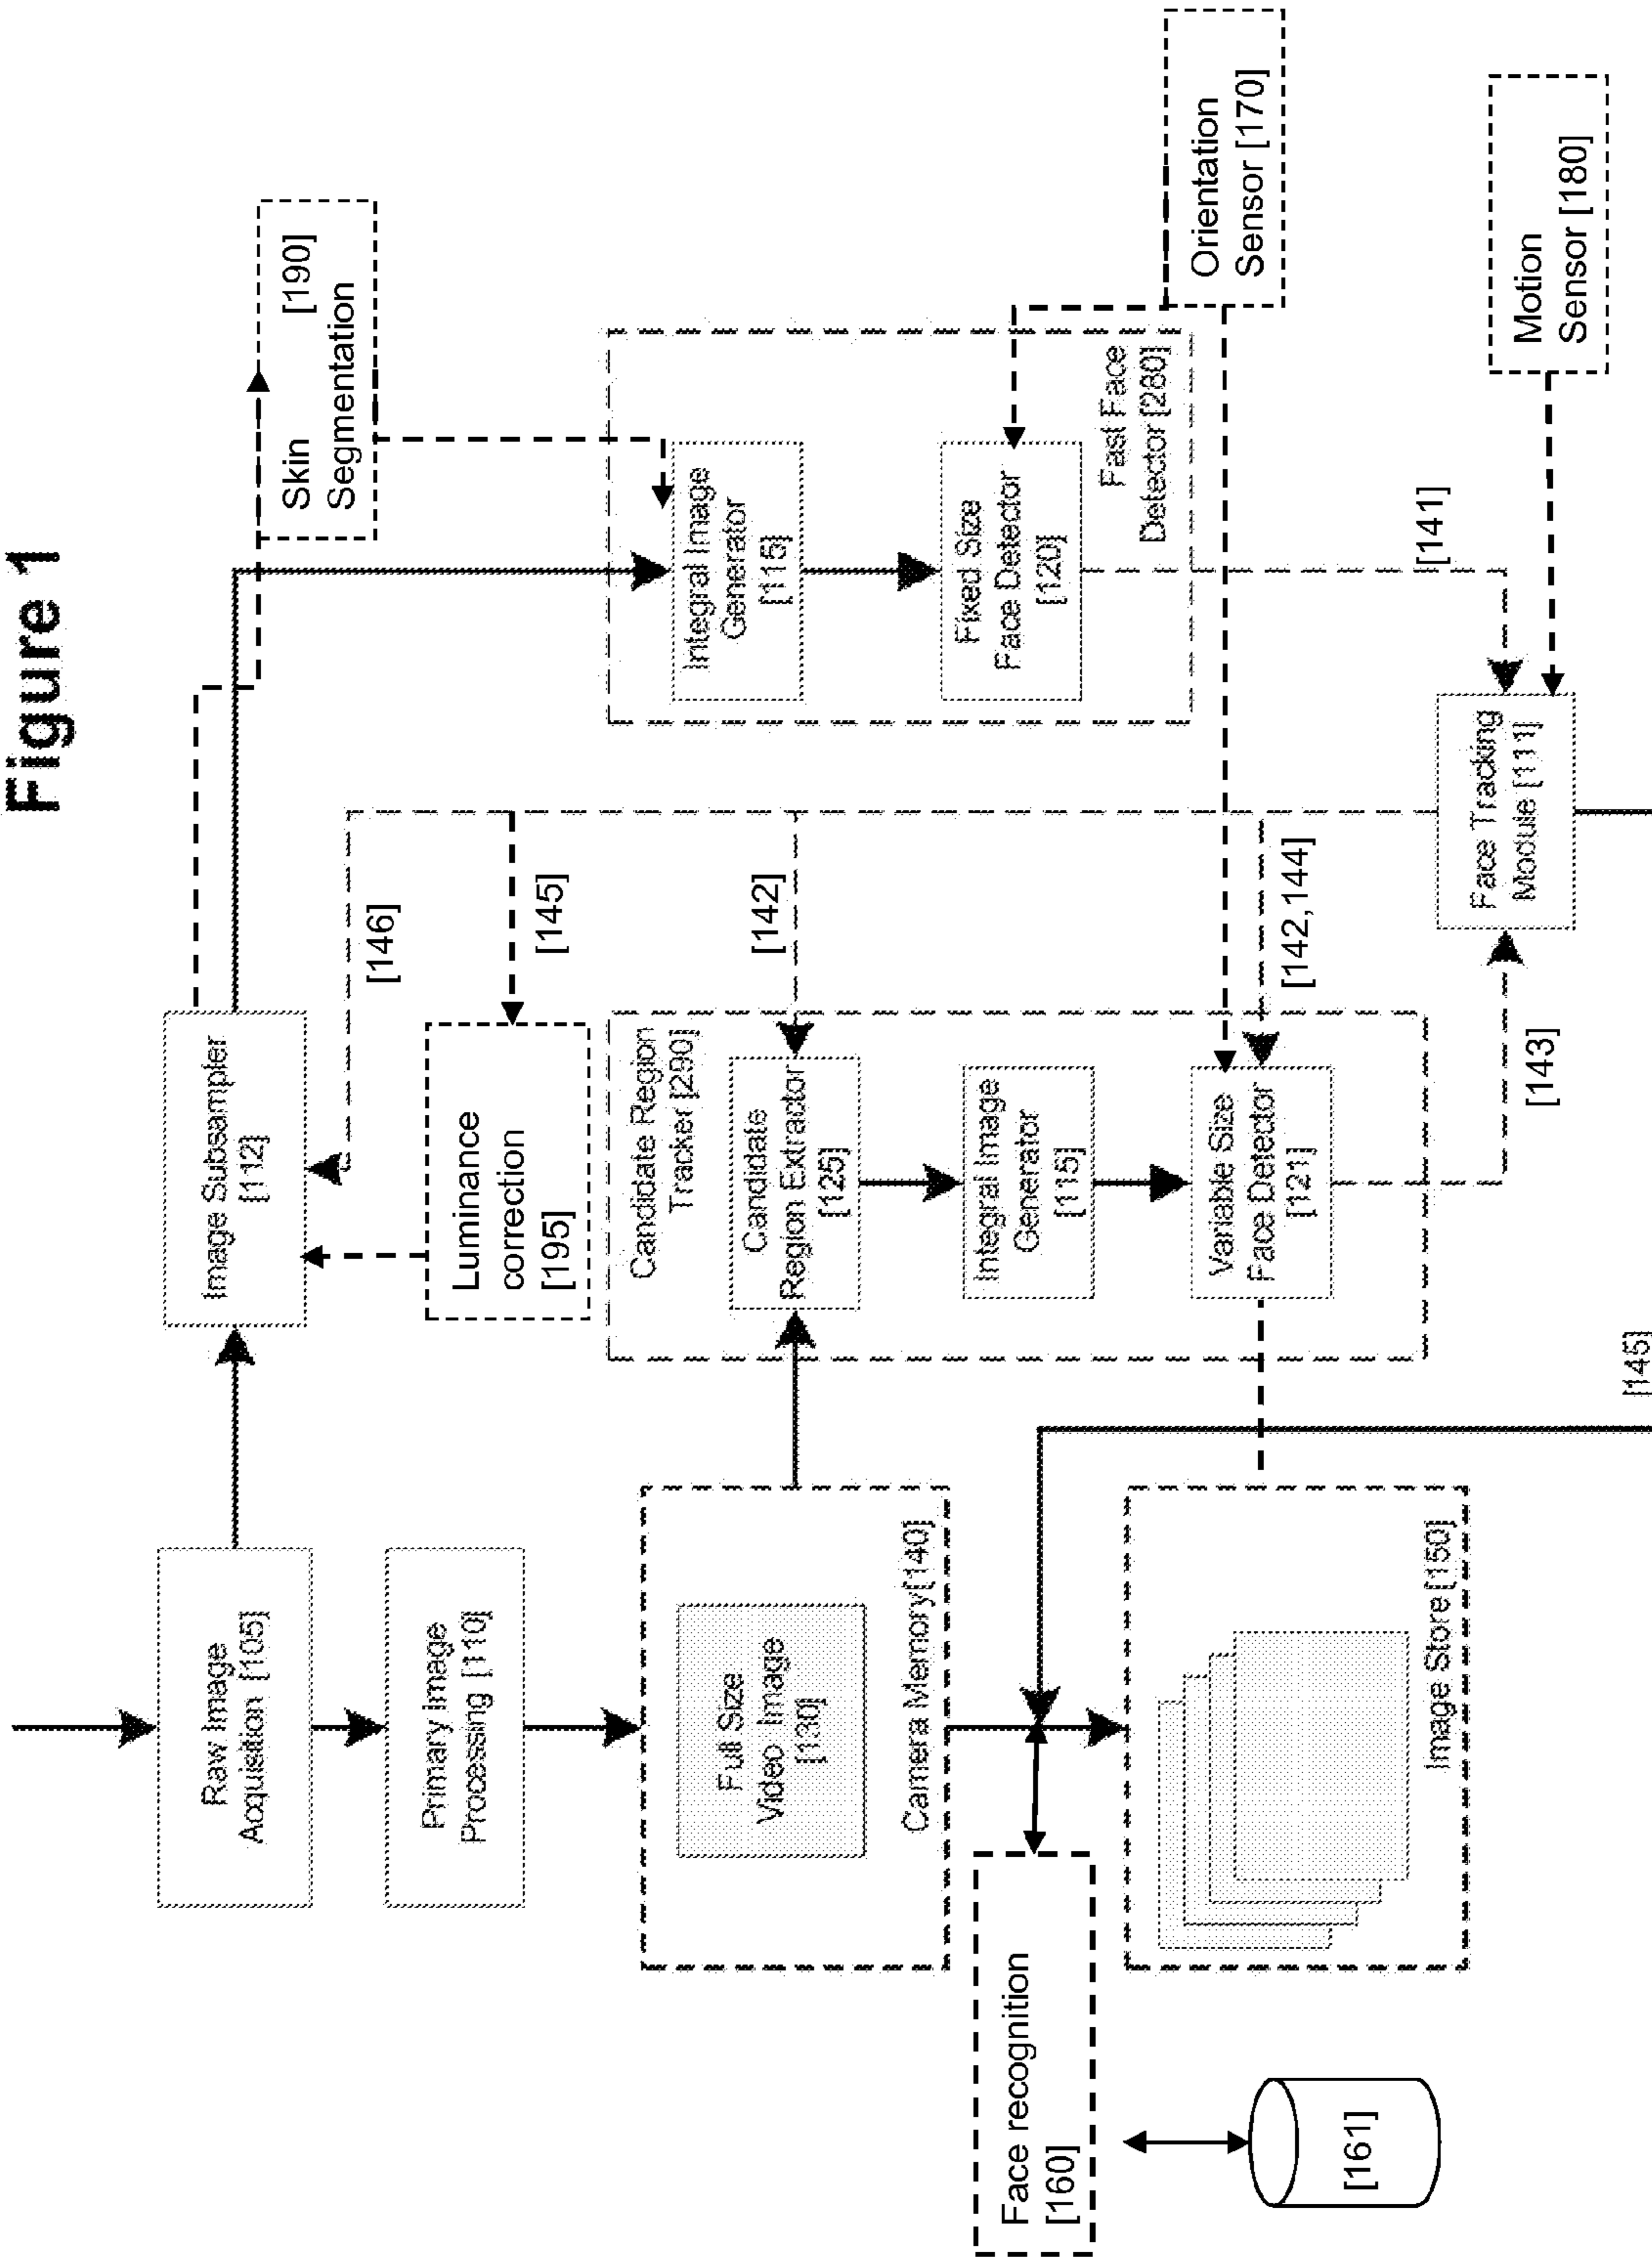 Figure 1
Raw Image
Acquisition [105]
Primary Image
Processing [110]
Full Size
Video Image
[130]
Camera Memory[140]
Face recognition
[160]
[161]
Image Store[150]
[145]
Image Subsampler
[112]
[146]
Luminance
correction
[195]
[145]
Candidate Region
Tracker [290]
Candidate
Region Extractor
[125]
[142]
Integral Image
Generator
[115]
Variable Size
Face Detector
[121]
[142,144]
[143]
Skin
[190]
Segmentation
Integral Image
Generator
[115]
Fixed Size
Face Detector
[120]
Fast Face
Detector [280]
Orientation
Sensor [170]
[141]
Motion
Sensor [180]
Face Tracking
Module [111]